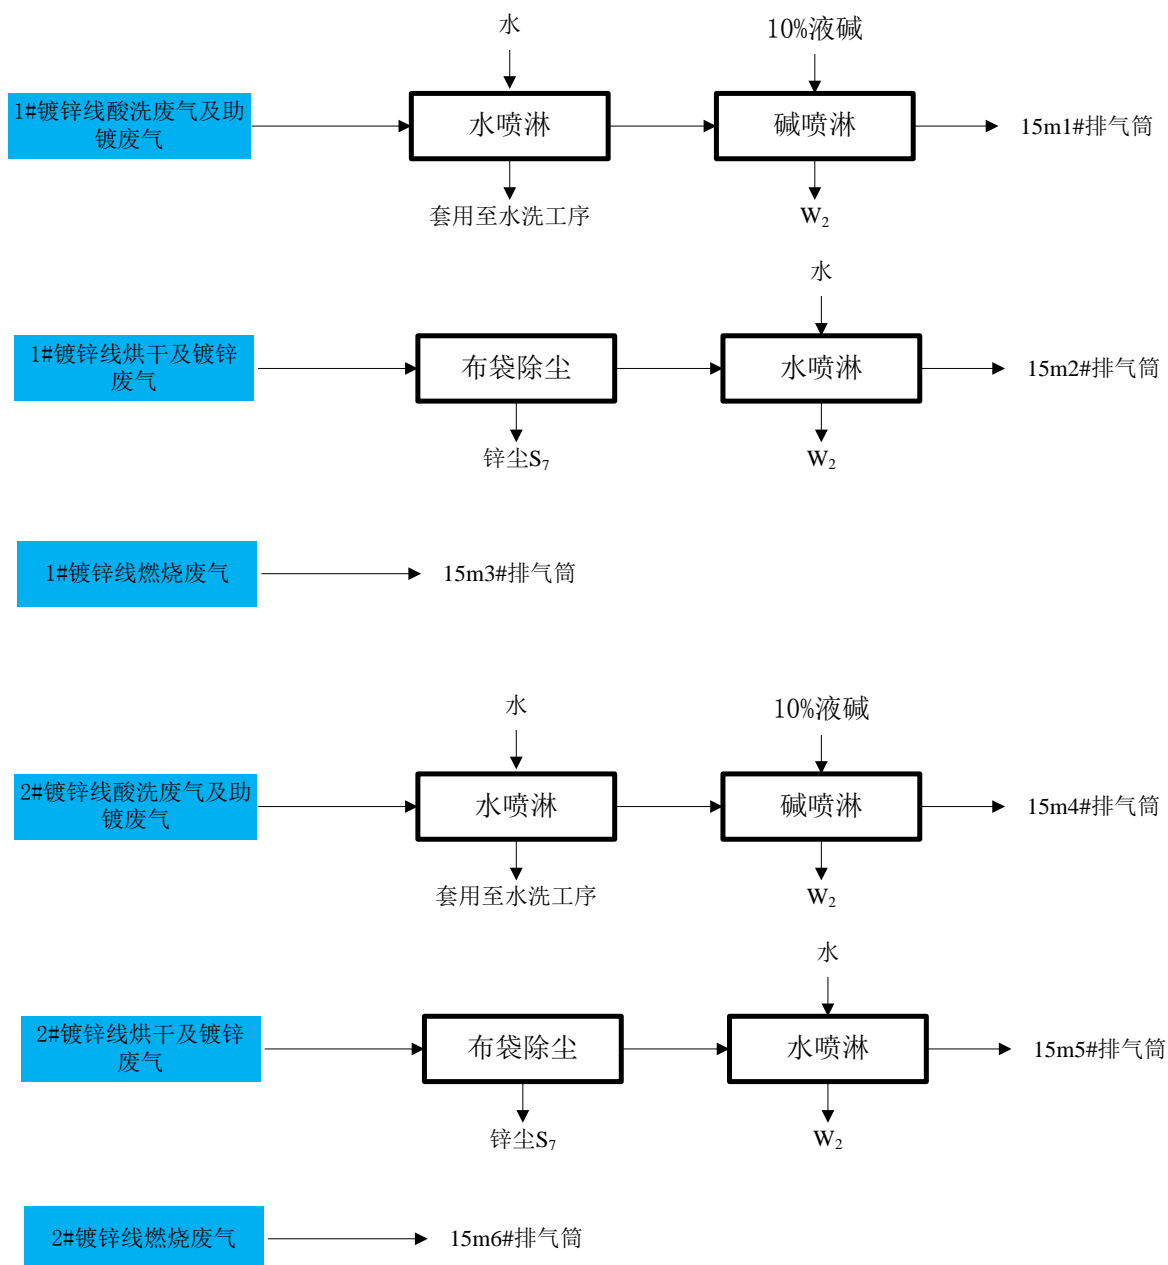 水
10%液碱
1#镀锌线酸洗废气及助
镀废气
水喷淋
碱喷淋
15m1#排气筒
套用至水洗工序
W₂
水
1#镀锌线烘干及镀锌
废气
布袋除尘
水喷淋
15m2#排气筒
锌尘S₇
W₂
1#镀锌线燃烧废气
15m3#排气筒
水
10%液碱
2#镀锌线酸洗废气及助
镀废气
水喷淋
碱喷淋
15m4#排气筒
套用至水洗工序
W₂
水
2#镀锌线烘干及镀锌
废气
布袋除尘
水喷淋
15m5#排气筒
锌尘S₇
W₂
2#镀锌线燃烧废气
15m6#排气筒